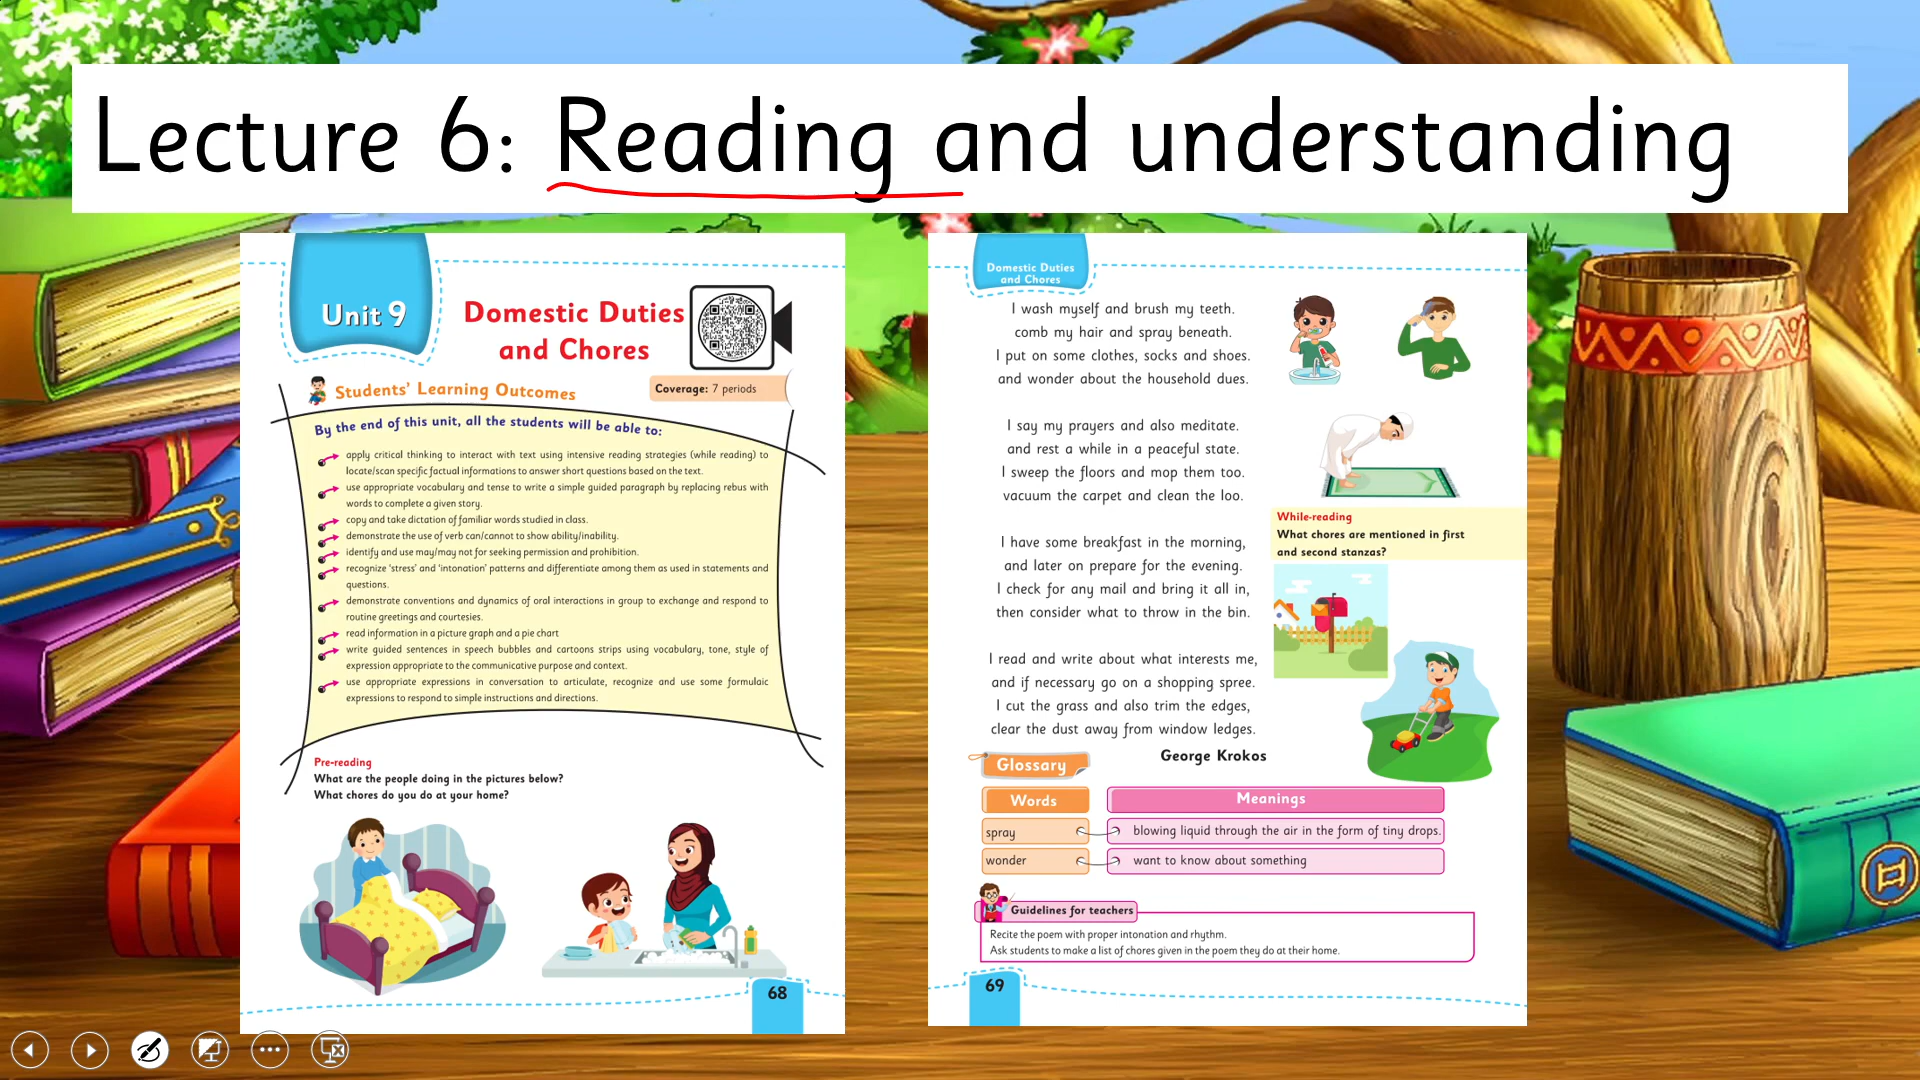 Lecture 6: Reading and understanding
Unit 9
Domestic Duties
and Chores
Students' Learning Outcomes
Coverage: 7 periods
By the end of this unit, all the students will be able to:
apply critical thinking to interact with text using intensive reading strategies (while reading) to
locate/scan specific factual informations to answer short questions based on the text.
use appropriate vocabulary and tense to write a simple guided paragraph by replacing rebus with
words to complete a given story.
copy and take dictation of familiar words studied in class.
demonstrate the use of verb can/cannot to show ability/inability.
identify and use may/may not for seeking permission and prohibition.
recognize 'stress' and 'intonation' patterns and differentiate among them as used in statements and
questions.
demonstrate conventions and dynamics of oral interactions in group to exchange and respond to
routine greetings and courtesies.
read information in a picture graph and a pie chart
write guided sentences in speech bubbles and cartoons strips using vocabulary, tone, style of
expression appropriate to the communicative purpose and context.
use appropriate expressions in conversation to articulate, recognize and use some formulaic
expressions to respond to simple instructions and directions.
Pre-reading
What are the people doing in the pictures below?
What chores do you do at your home?
68
Domestic Duties
and Chores
I wash myself and brush my teeth.
comb my hair and spray beneath.
I put on some clothes, socks and shoes.
and wonder about the household dues.
I say my prayers and also meditate.
and rest a while in a peaceful state.
I sweep the floors and mop them too.
vacuum the carpet and clean the loo.
While-reading
What chores are mentioned in first
and second stanzas?
I have some breakfast in the morning,
and later on prepare for the evening.
I check for any mail and bring it all in,
then consider what to throw in the bin.
I read and write about what interests me,
and if necessary go on a shopping spree.
I cut the grass and also trim the edges,
clear the dust away from window ledges.
George Krokos
Glossary
Words Meanings
spray blowing liquid through the air in the form of tiny drops.
wonder want to know about something
Guidelines for teachers
Recite the poem with proper intonation and rhythm.
Ask students to make a list of chores given in the poem they do at their home.
69